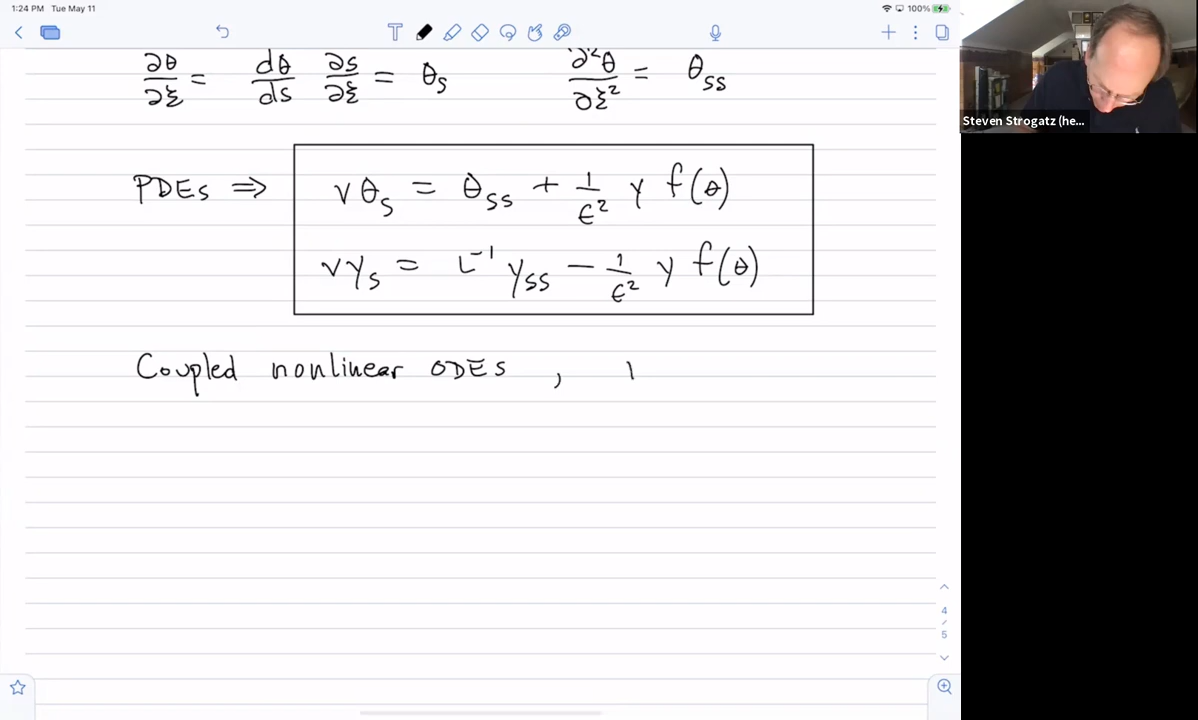 1:24 PM Tue May 11
100%
∂θ/∂ξ = dθ/ds ∂s/∂ξ = θ_s ∂²θ/∂ξ² = θ_ss
Steven Strogatz (he...
PDEs ⇒ vθ_s = θ_ss + 1/ε² y f(θ)
v y_s = L⁻¹ y_ss − 1/ε² y f(θ)
Coupled nonlinear ODEs ,
4
/
5